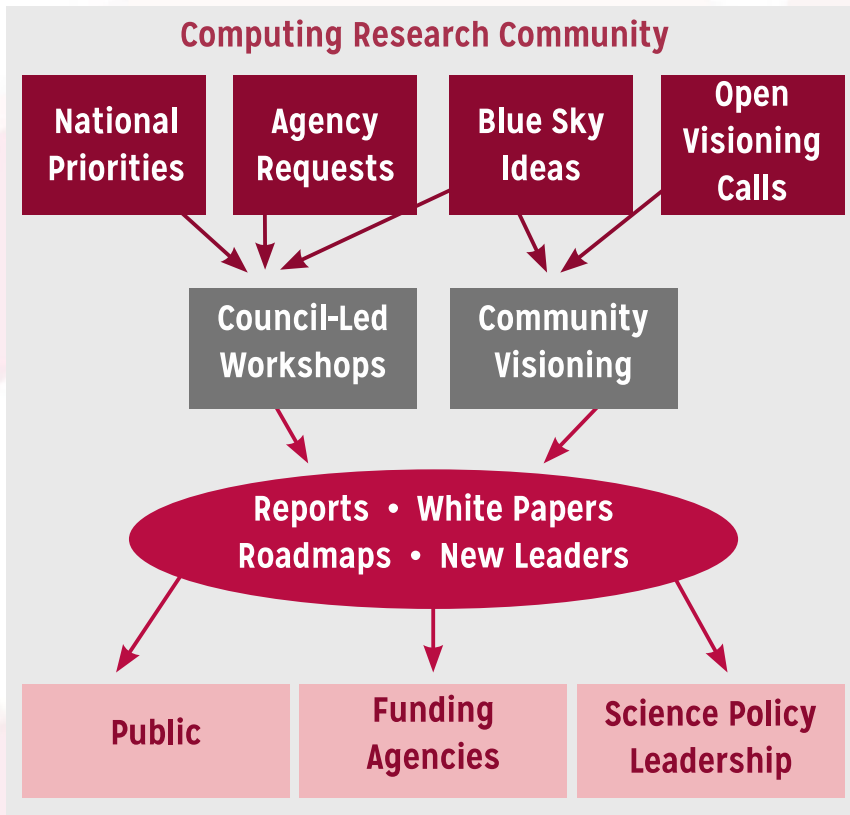 Computing Research Community
National
Priorities
Agency
Requests
Blue Sky
Ideas
Open
Visioning
Calls
Council-Led
Workshops
Community
Visioning
Reports • White Papers
Roadmaps • New Leaders
Public
Funding
Agencies
Science Policy
Leadership